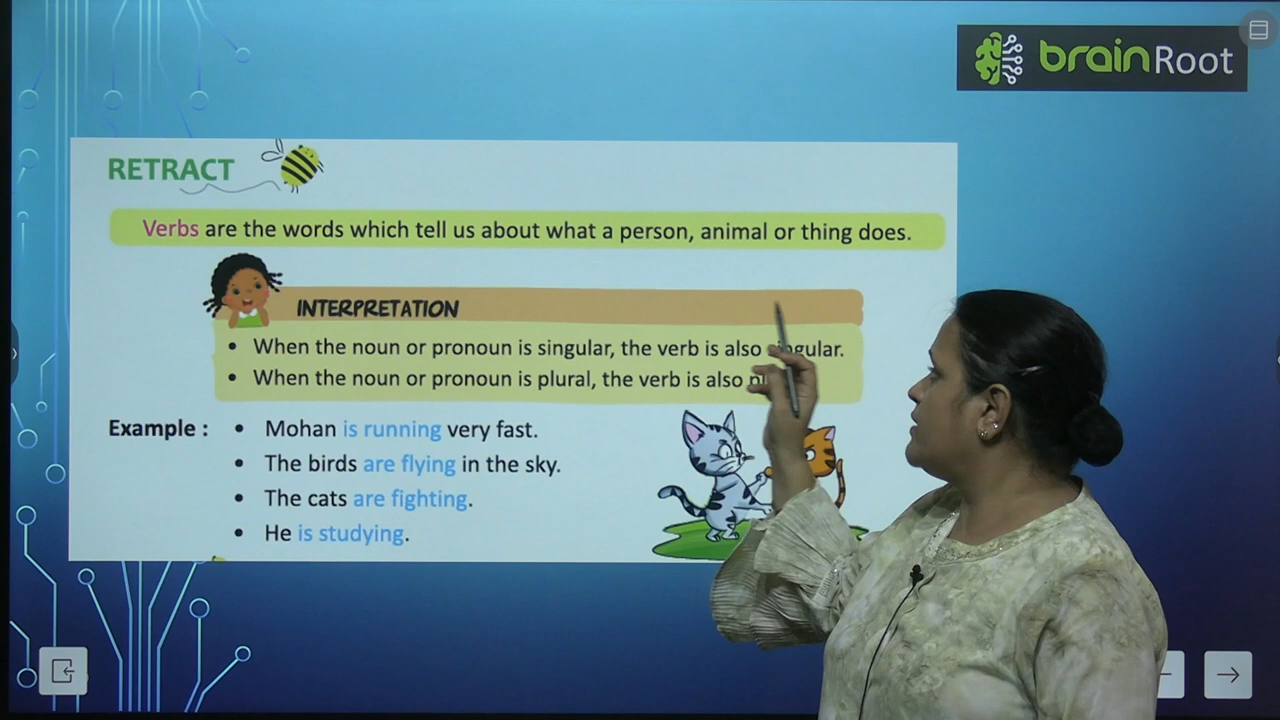 brainRoot
RETRACT
Verbs are the words which tell us about what a person, animal or thing does.
INTERPRETATION
When the noun or pronoun is singular, the verb is also singular.
When the noun or pronoun is plural, the verb is also
Example : • Mohan is running very fast.
• The birds are flying in the sky.
• The cats are fighting.
• He is studying.